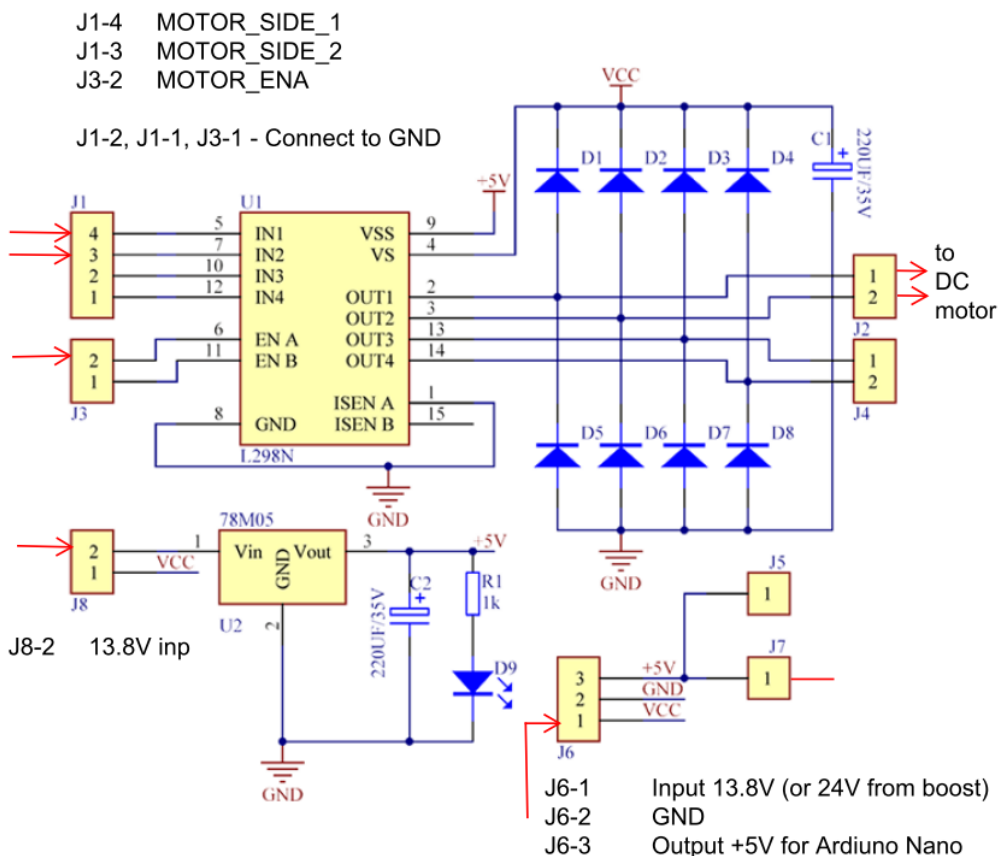 J1-4 MOTOR_SIDE_1
J1-3 MOTOR_SIDE_2
J3-2 MOTOR_ENA
J1-2, J1-1, J3-1 - Connect to GND
VCC
C1
+
220UF/35V
D1 D2 D3 D4
+5V
J1
4
3
2
1
U1
5 IN1 VSS 9
7 IN2 VS 4
10 IN3
12 IN4 OUT1 2
OUT2 3
6 EN A OUT3 13
11 EN B OUT4 14
ISEN A 1
8 GND ISEN B 15
L298N
GND
2
1
J3
1
2
J2
to
DC
motor
1
2
J4
D5 D6 D7 D8
GND
78M05
1 Vin GND Vout 3
2
U2
2
1
VCC
J8
J8-2 13.8V inp
+5V
C2
+
220UF/35V
R1
1k
D9
GND
J5
1
J7
1
3 +5V
2 GND
1 VCC
J6
J6-1 Input 13.8V (or 24V from boost)
J6-2 GND
J6-3 Output +5V for Ardiuno Nano